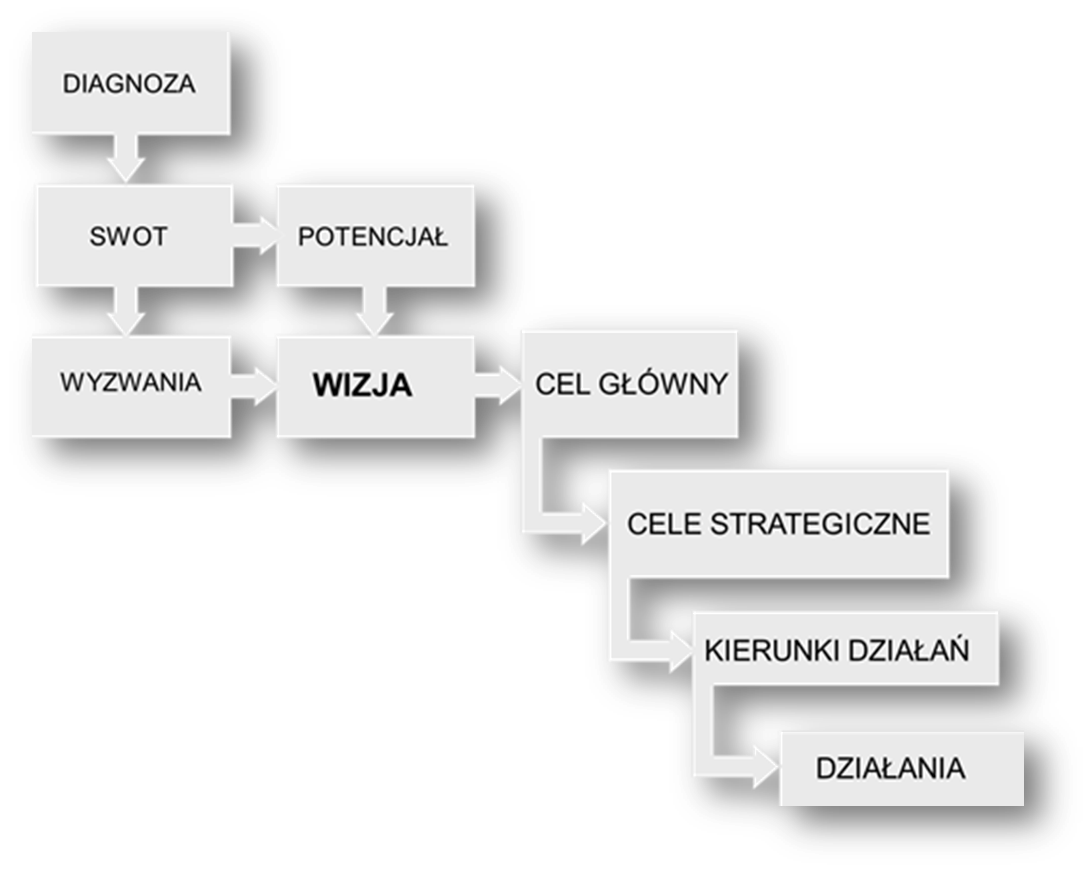 DIAGNOZA
SWOT
POTENCJAŁ
WYZWANIA
WIZJA
CEL GŁÓWNY
CELE STRATEGICZNE
KIERUNKI DZIAŁAŃ
DZIAŁANIA